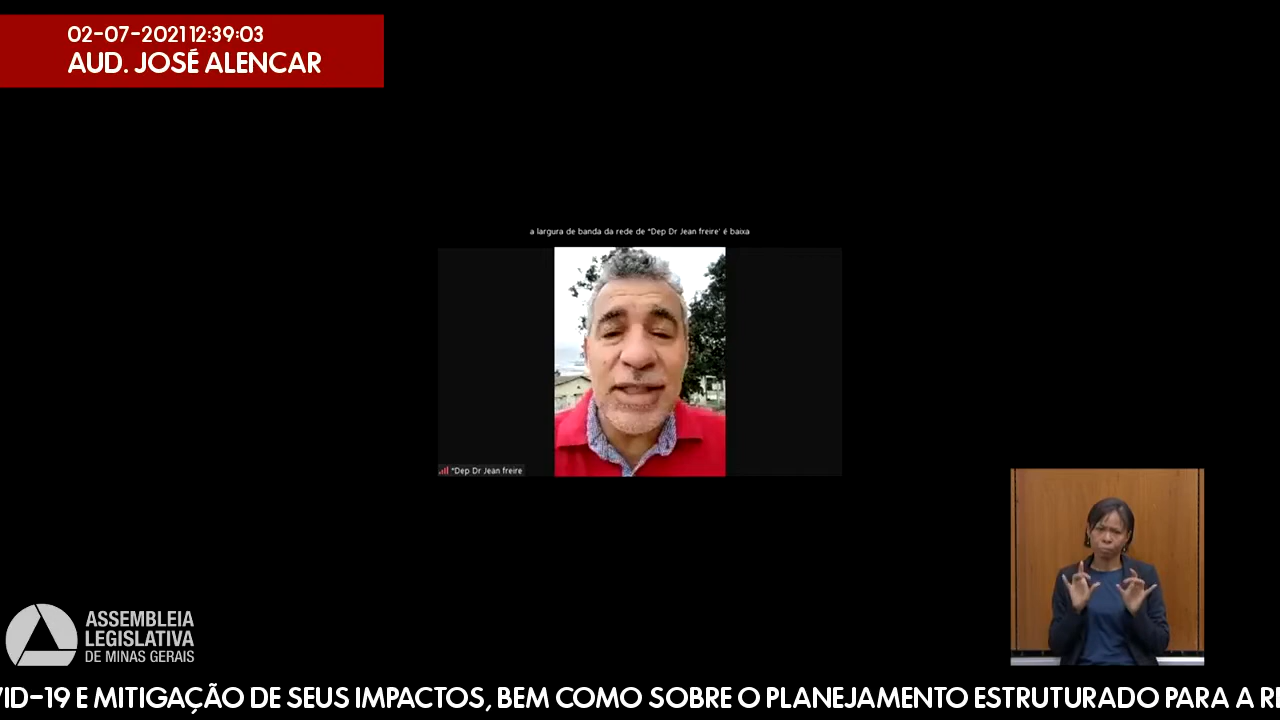 02-07-2021 12:39:03
AUD. JOSÉ ALENCAR
a largura de banda da rede de "Dep Dr Jean freire' é baixa
*Dep Dr Jean freire
ASSEMBLEIA
LEGISLATIVA
DE MINAS GERAIS
VID-19 E MITIGAÇÃO DE SEUS IMPACTOS, BEM COMO SOBRE O PLANEJAMENTO ESTRUTURADO PARA A RE